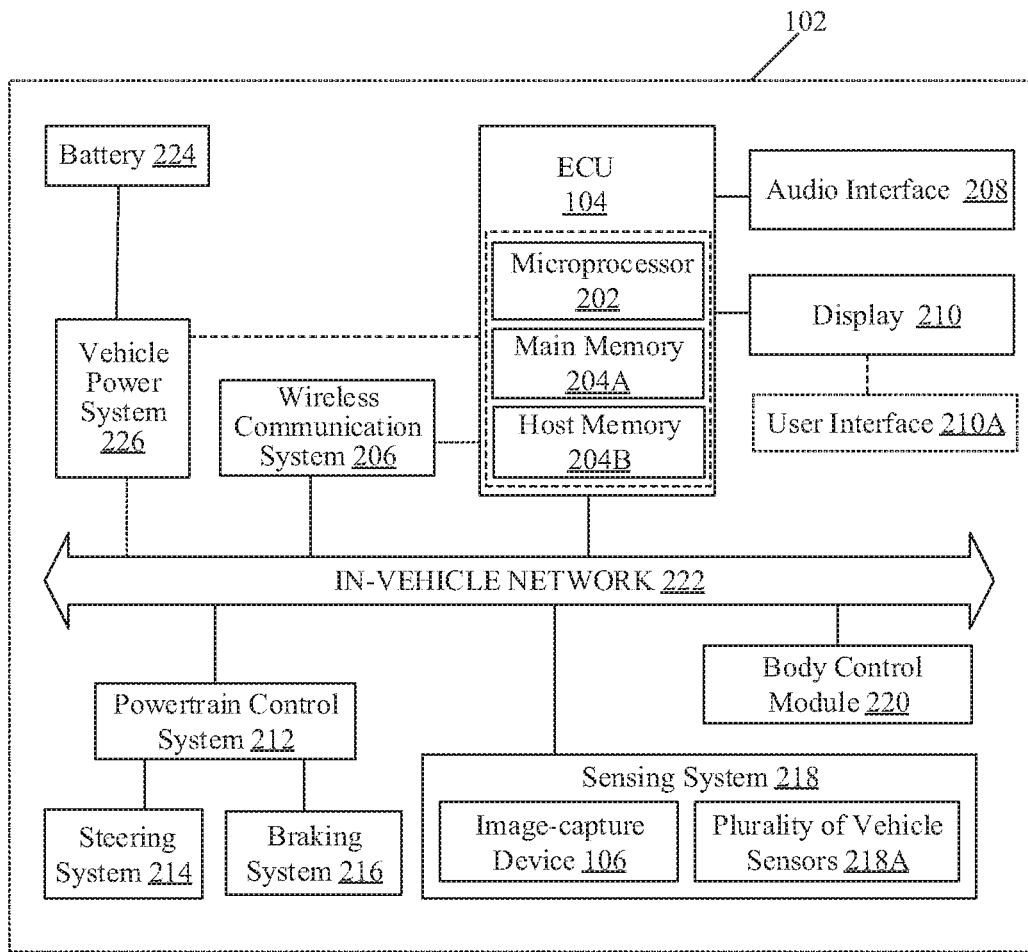 102
Battery 224
ECU
104
Audio Interface 208
Microprocessor
202
Display 210
Vehicle
Power
System
226
Main Memory
204A
Wireless
Communication
System 206
Host Memory
204B
User Interface 210A
IN-VEHICLE NETWORK 222
Body Control
Module 220
Powertrain Control
System 212
Sensing System 218
Steering
System 214
Braking
System 216
Image-capture
Device 106
Plurality of Vehicle
Sensors 218A